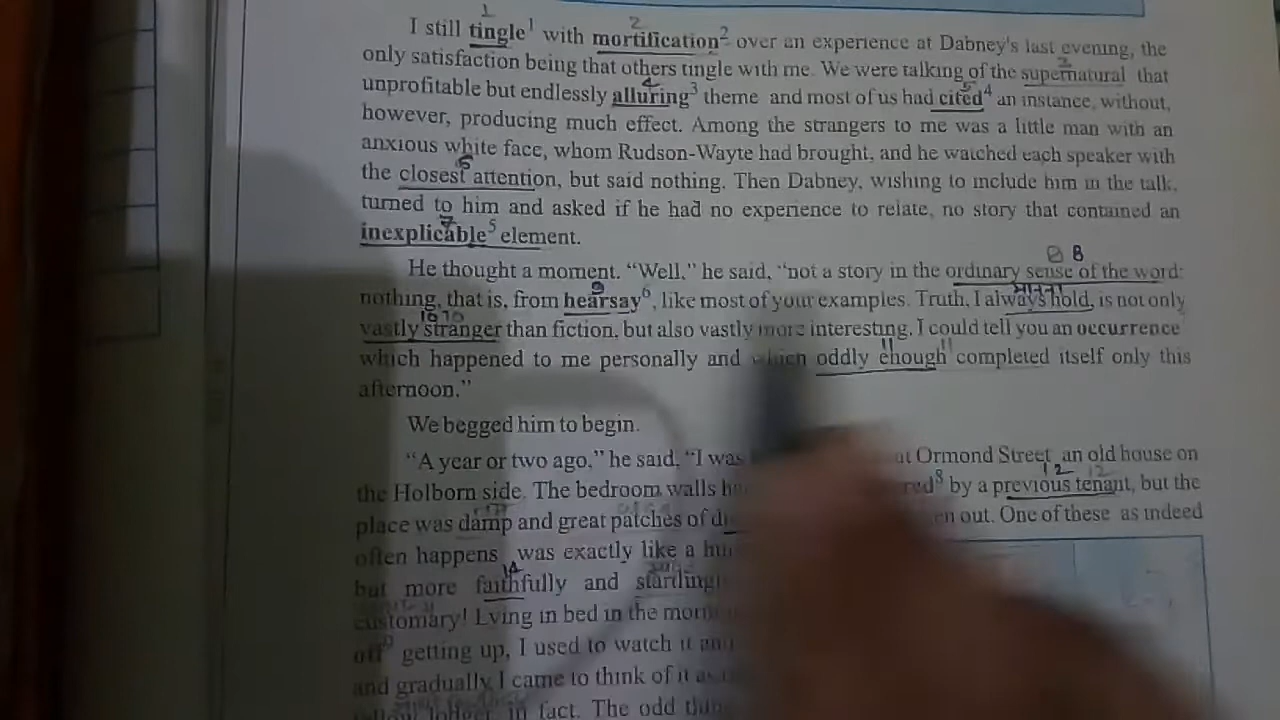 I still tingle¹ with mortification² over an experience at Dabney's last evening, the
only satisfaction being that others tingle with me. We were talking of the supernatural that
unprofitable but endlessly alluring³ theme and most of us had cited⁴ an instance, without,
however, producing much effect. Among the strangers to me was a little man with an
anxious white face, whom Rudson-Wayte had brought, and he watched each speaker with
the closest attention, but said nothing. Then Dabney, wishing to include him in the talk,
turned to him and asked if he had no experience to relate, no story that contained an
inexplicable⁵ element.
He thought a moment. “Well,” he said, “not a story in the ordinary sense of the word:
nothing, that is, from hearsay⁶, like most of your examples. Truth, I always hold, is not only
vastly stranger than fiction, but also vastly more interesting. I could tell you an occurrence
which happened to me personally and which oddly enough completed itself only this
afternoon.”
We begged him to begin.
“A year or two ago,” he said, “I was at Ormond Street an old house on
the Holborn side. The bedroom walls by a previous tenant, but the
place was damp and great patches of out. One of these as indeed
often happens was exactly like a
but more faithfully and startlingly
customary! Lying in bed in the
off getting up, I used to watch it and
and gradually I came to think of it as
in fact. The odd